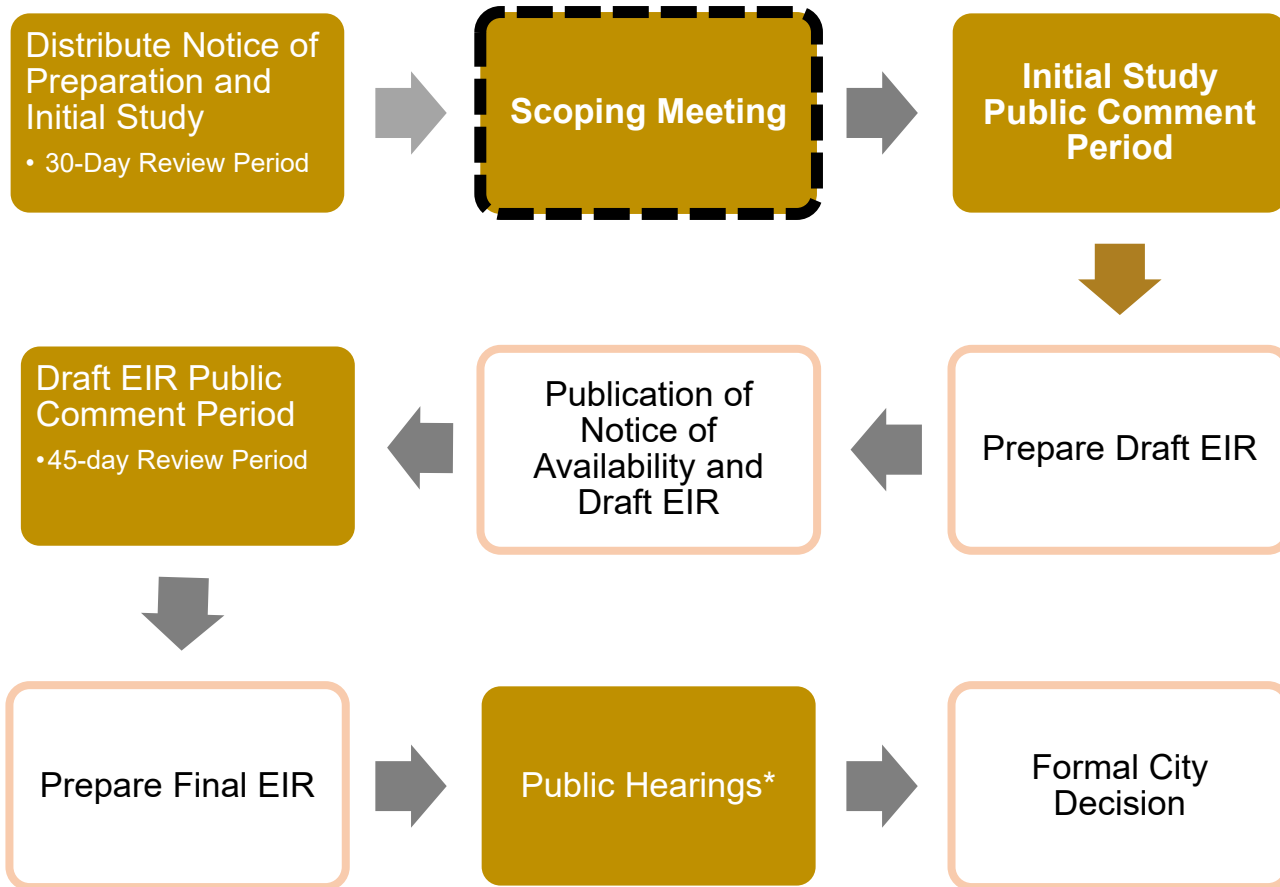 Distribute Notice of
Preparation and
Initial Study
• 30-Day Review Period
Scoping Meeting
Initial Study
Public Comment
Period
Prepare Draft EIR
Publication of
Notice of
Availability and
Draft EIR
Draft EIR Public
Comment Period
•45-day Review Period
Prepare Final EIR
Public Hearings*
Formal City
Decision